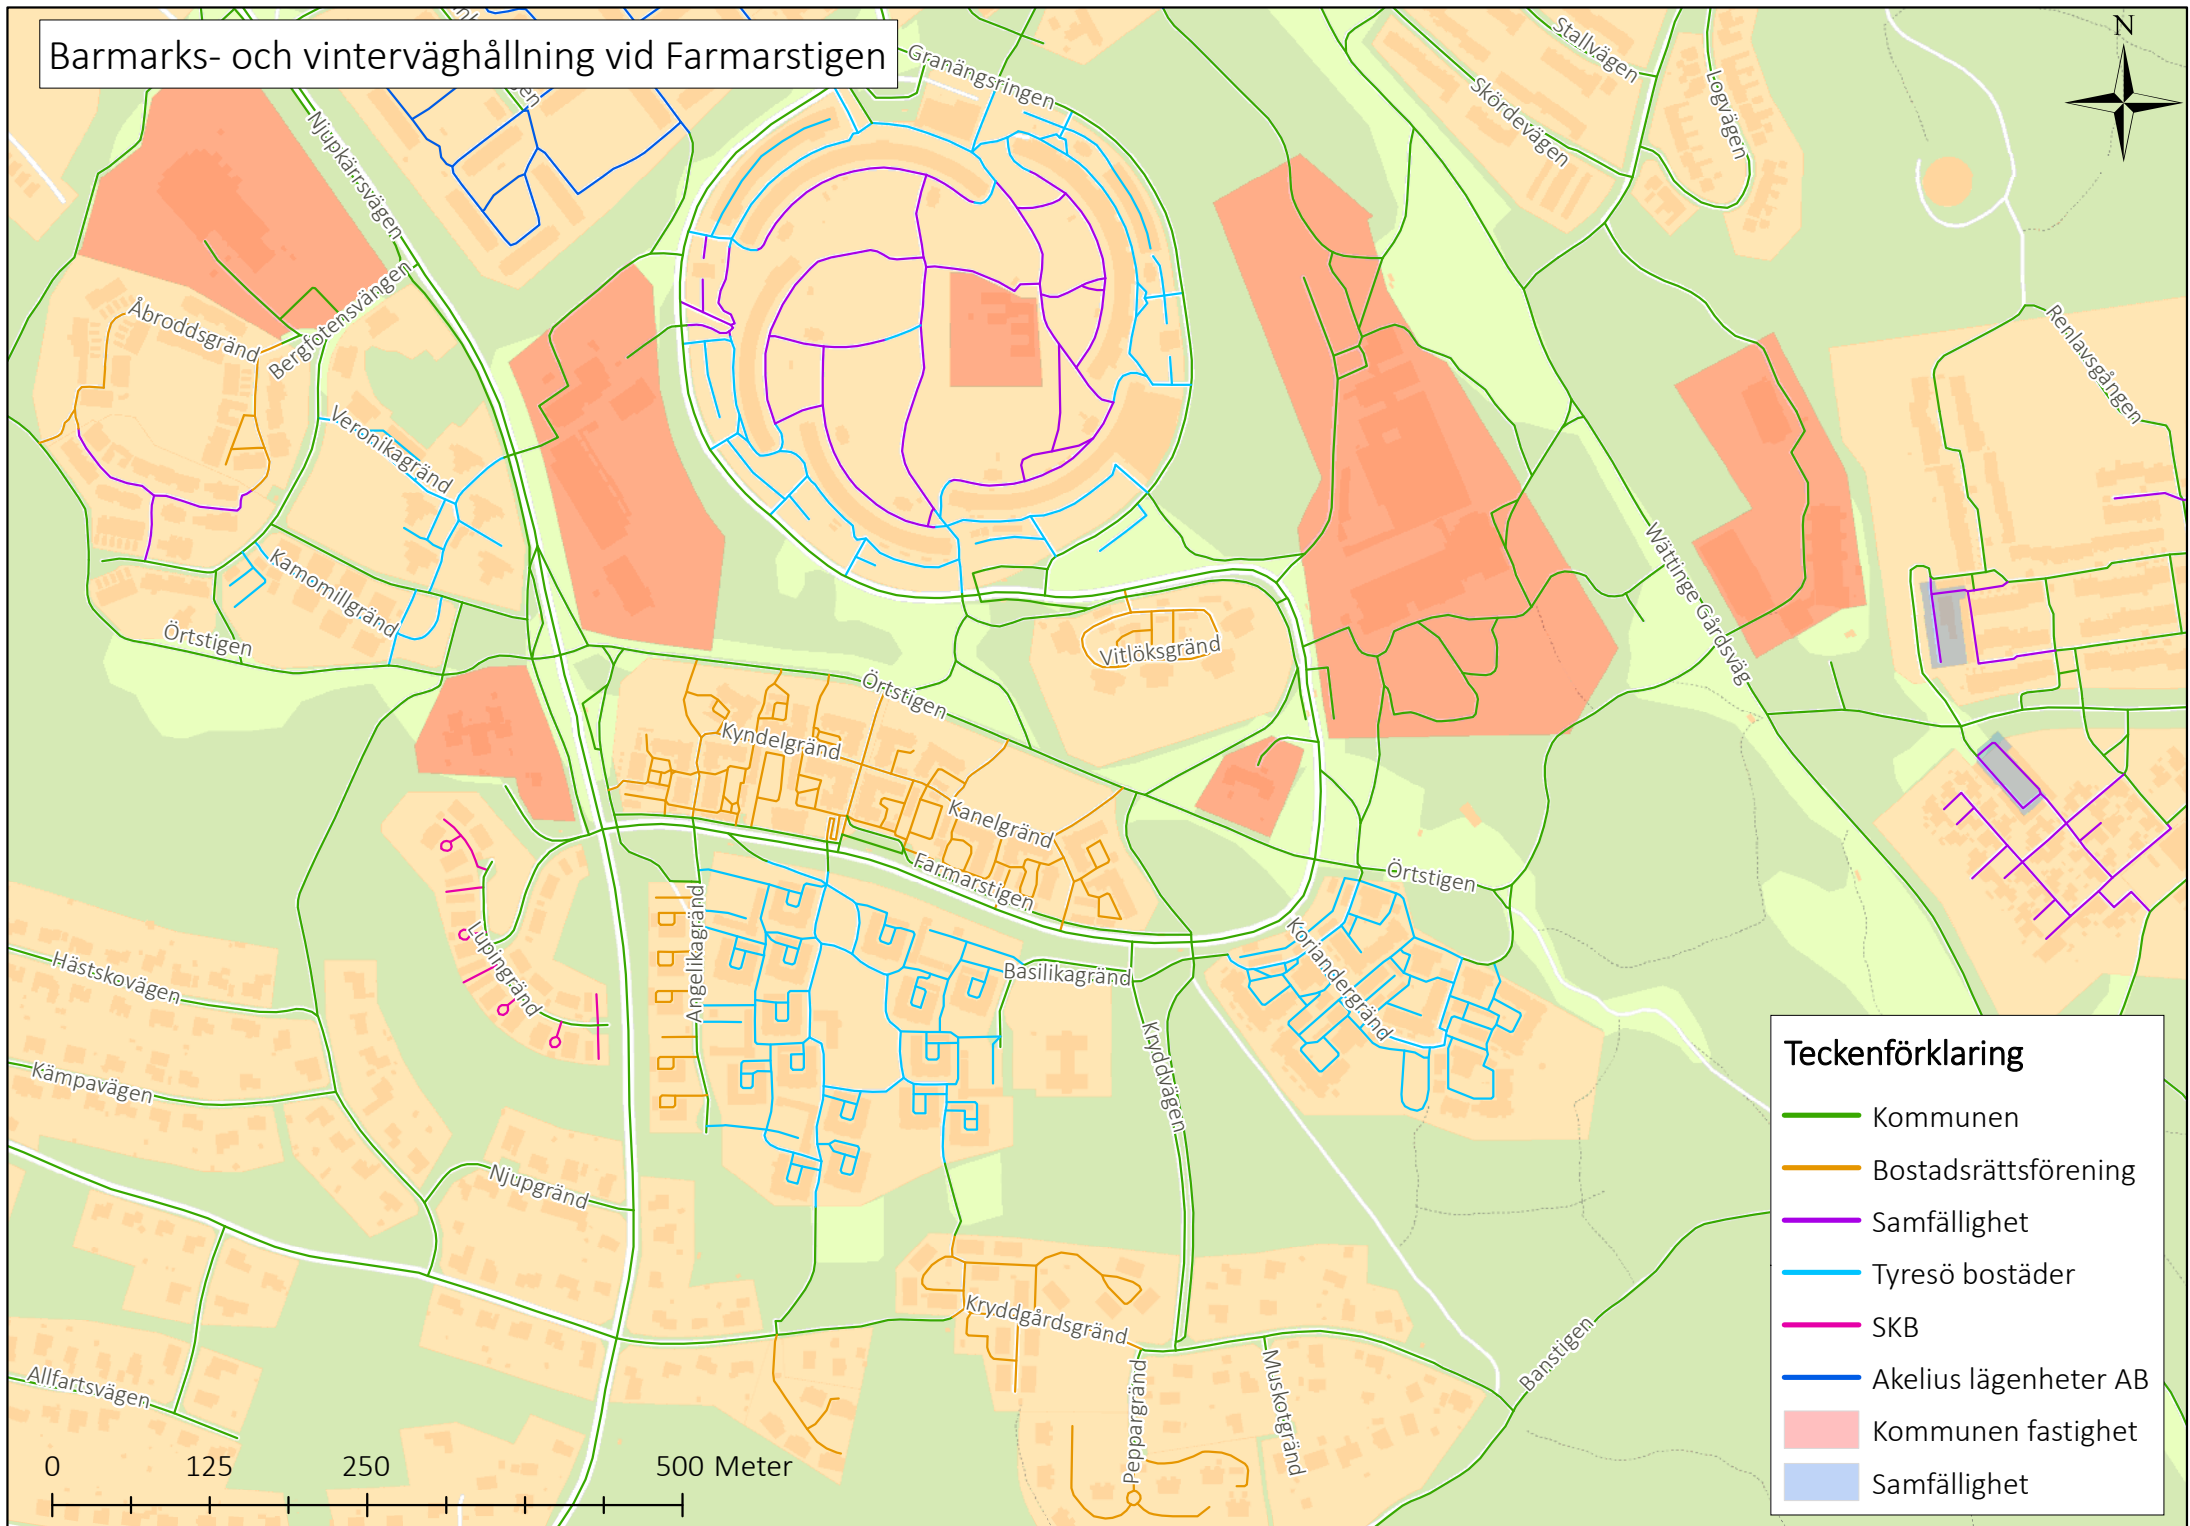 Barmarks- och vinterväghållning vid Farmarstigen
N
Granängsringen
Stallvägen
Skördevägen
Logvägen
Njupkärrsvägen
Bergfotensvängen
Åbroddsgränd
Renlavsgången
Veronikagränd
Kamomillgränd
Wättinge Gårdsväg
Örtstigen
Vitlöksgränd
Örtstigen
Kyndelgränd
Kanelgränd
Farmarstigen
Örtstigen
Angelikagränd
Koriandergränd
Lupingränd
Basilikagränd
Hästskovägen
Kryddvägen
Kämpavägen
Njupgränd
Kryddgårdsgränd
Banstigen
Peppargränd
Muskotgränd
Allfartsvägen
Teckenförklaring
Kommunen
Bostadsrättsförening
Samfällighet
Tyresö bostäder
SKB
Akelius lägenheter AB
Kommunen fastighet
Samfällighet
0 125 250 500 Meter